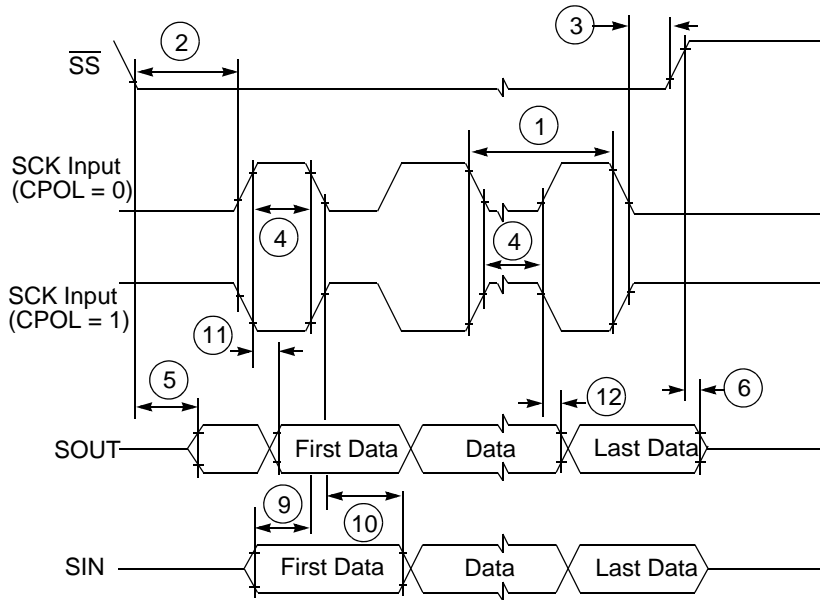 2
3
SS
1
SCK Input
(CPOL = 0)
4
4
SCK Input
(CPOL = 1)
11
5
12
6
SOUT
First Data
Data
Last Data
9
10
SIN
First Data
Data
Last Data